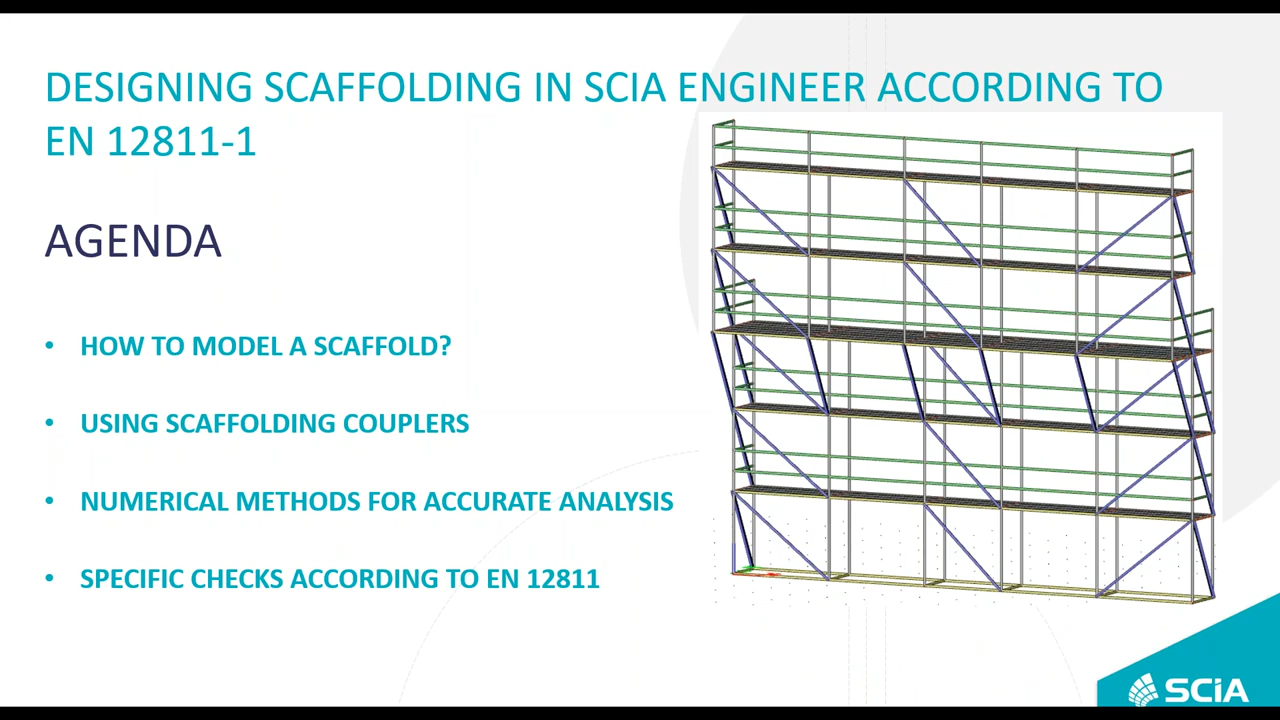 DESIGNING SCAFFOLDING IN SCIA ENGINEER ACCORDING TO
EN 12811-1
AGENDA
• HOW TO MODEL A SCAFFOLD?
• USING SCAFFOLDING COUPLERS
• NUMERICAL METHODS FOR ACCURATE ANALYSIS
• SPECIFIC CHECKS ACCORDING TO EN 12811
SCiA